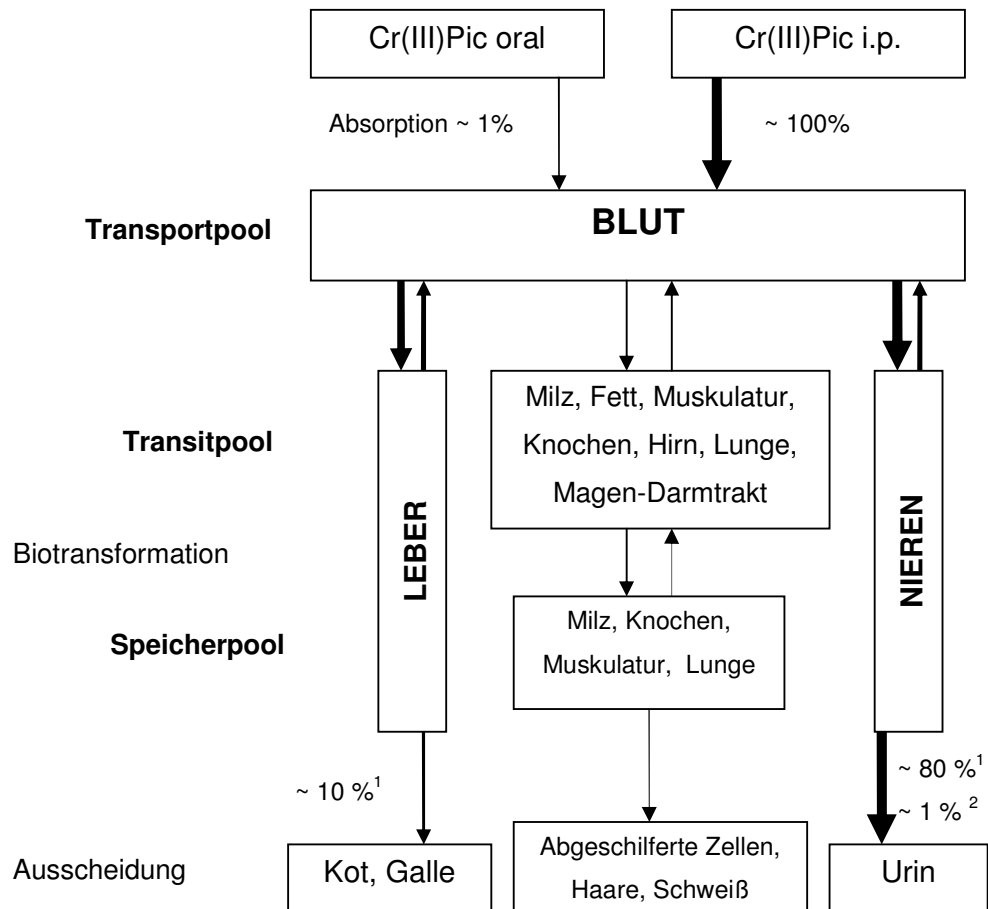 Cr(III)Pic oral
Cr(III)Pic i.p.
Absorption ~ 1%
~ 100%
Transportpool
BLUT
Transitpool
Milz, Fett, Muskulatur,
Knochen, Hirn, Lunge,
Magen-Darmtrakt
LEBER
NIEREN
Biotransformation
Speicherpool
Milz, Knochen,
Muskulatur, Lunge
~ 10 %¹
~ 80 %¹
~ 1 % ²
Ausscheidung
Kot, Galle
Abgeschilferte Zellen,
Haare, Schweiß
Urin